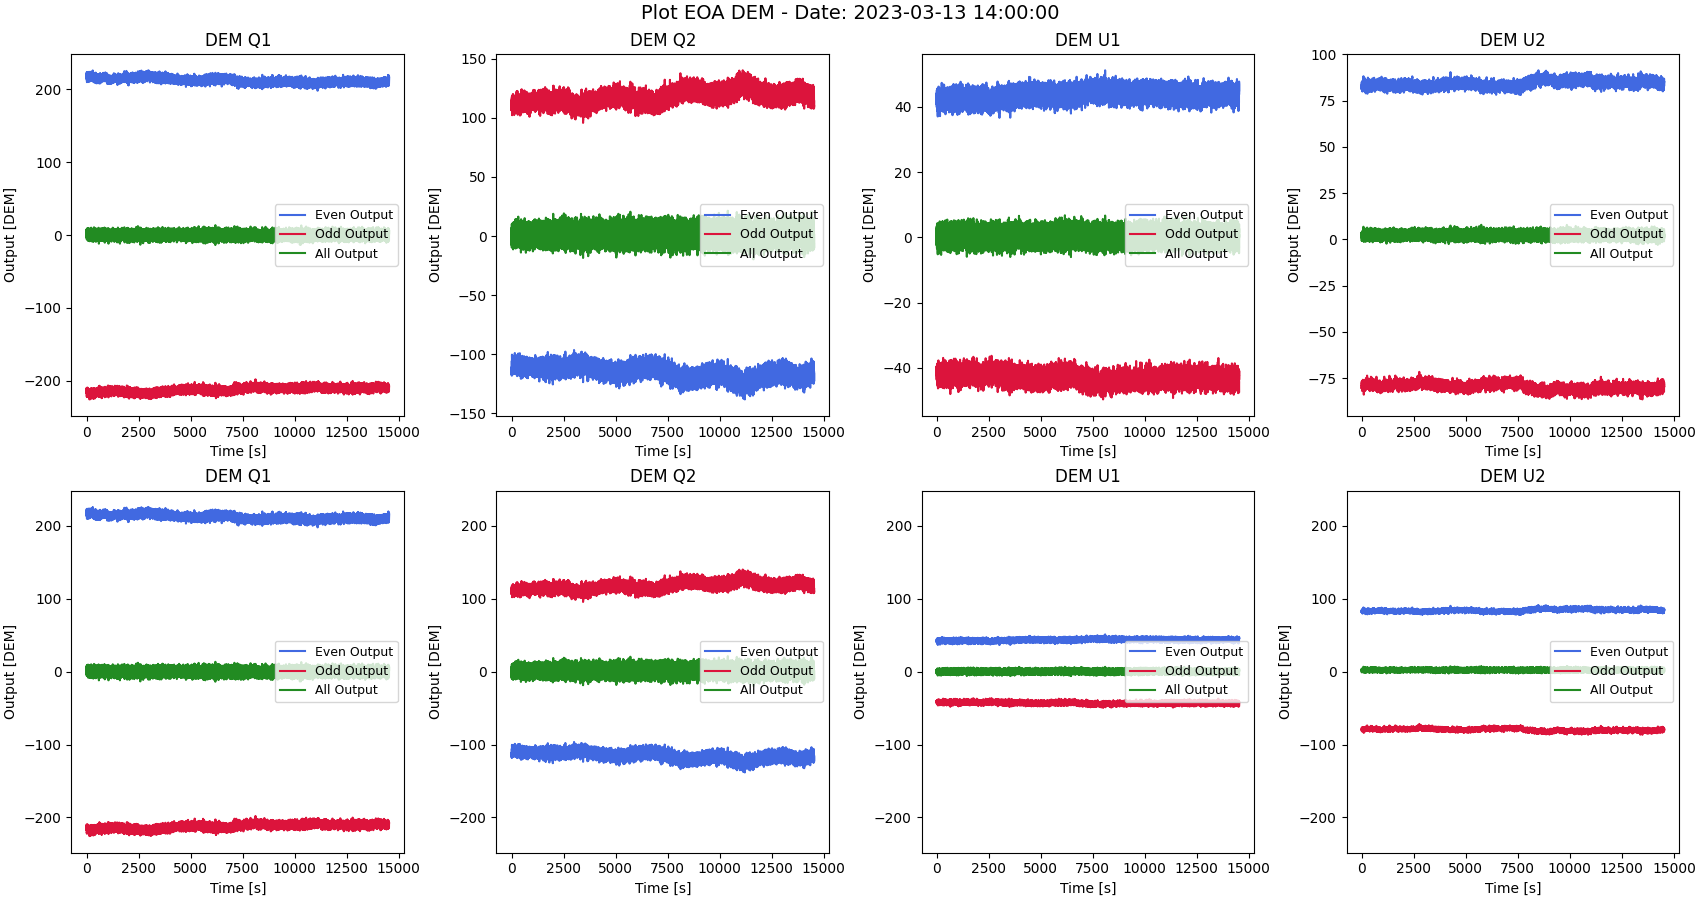 Plot EOA DEM - Date: 2023-03-13 14:00:00
DEM Q1
Output [DEM]
200
100
0
−100
−200
Even Output
Odd Output
All Output
0 2500 5000 7500 10000 12500 15000
Time [s]
DEM Q2
Output [DEM]
150
100
50
0
−50
−100
−150
Even Output
Odd Output
All Output
0 2500 5000 7500 10000 12500 15000
Time [s]
DEM U1
Output [DEM]
40
20
0
−20
−40
Even Output
Odd Output
All Output
0 2500 5000 7500 10000 12500 15000
Time [s]
DEM U2
Output [DEM]
100
75
50
25
0
−25
−50
−75
Even Output
Odd Output
All Output
0 2500 5000 7500 10000 12500 15000
Time [s]
DEM Q1
Output [DEM]
200
100
0
−100
−200
Even Output
Odd Output
All Output
0 2500 5000 7500 10000 12500 15000
Time [s]
DEM Q2
Output [DEM]
200
100
0
−100
−200
Even Output
Odd Output
All Output
0 2500 5000 7500 10000 12500 15000
Time [s]
DEM U1
Output [DEM]
200
100
0
−100
−200
Even Output
Odd Output
All Output
0 2500 5000 7500 10000 12500 15000
Time [s]
DEM U2
Output [DEM]
200
100
0
−100
−200
Even Output
Odd Output
All Output
0 2500 5000 7500 10000 12500 15000
Time [s]